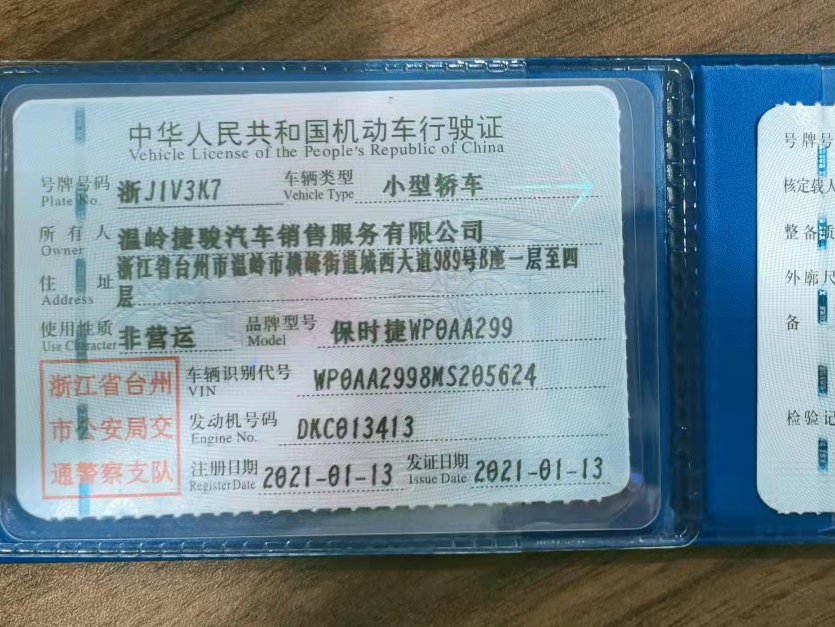 中华人民共和国机动车行驶证
Vehicle License of the People's Republic of China
号牌号码 浙J1V3K7 车辆类型 小型轿车
Plate No. Vehicle Type
所有人 温岭捷骏汽车销售服务有限公司
Owner
住址 浙江省台州市温岭市横峰街道城西大道989号B座一层至四
Address 层
使用性质 非营运 品牌型号 保时捷WP0AA299
Use Character Model
车辆识别代号 WP0AA2998MS205624
VIN
发动机号码 DKC013413
Engine No.
注册日期 2021-01-13 发证日期 2021-01-13
Register Date Issue Date
浙江省台州
市公安局交
通警察支队
号牌号
核定载人
整备质
外廓尺
备
检验记